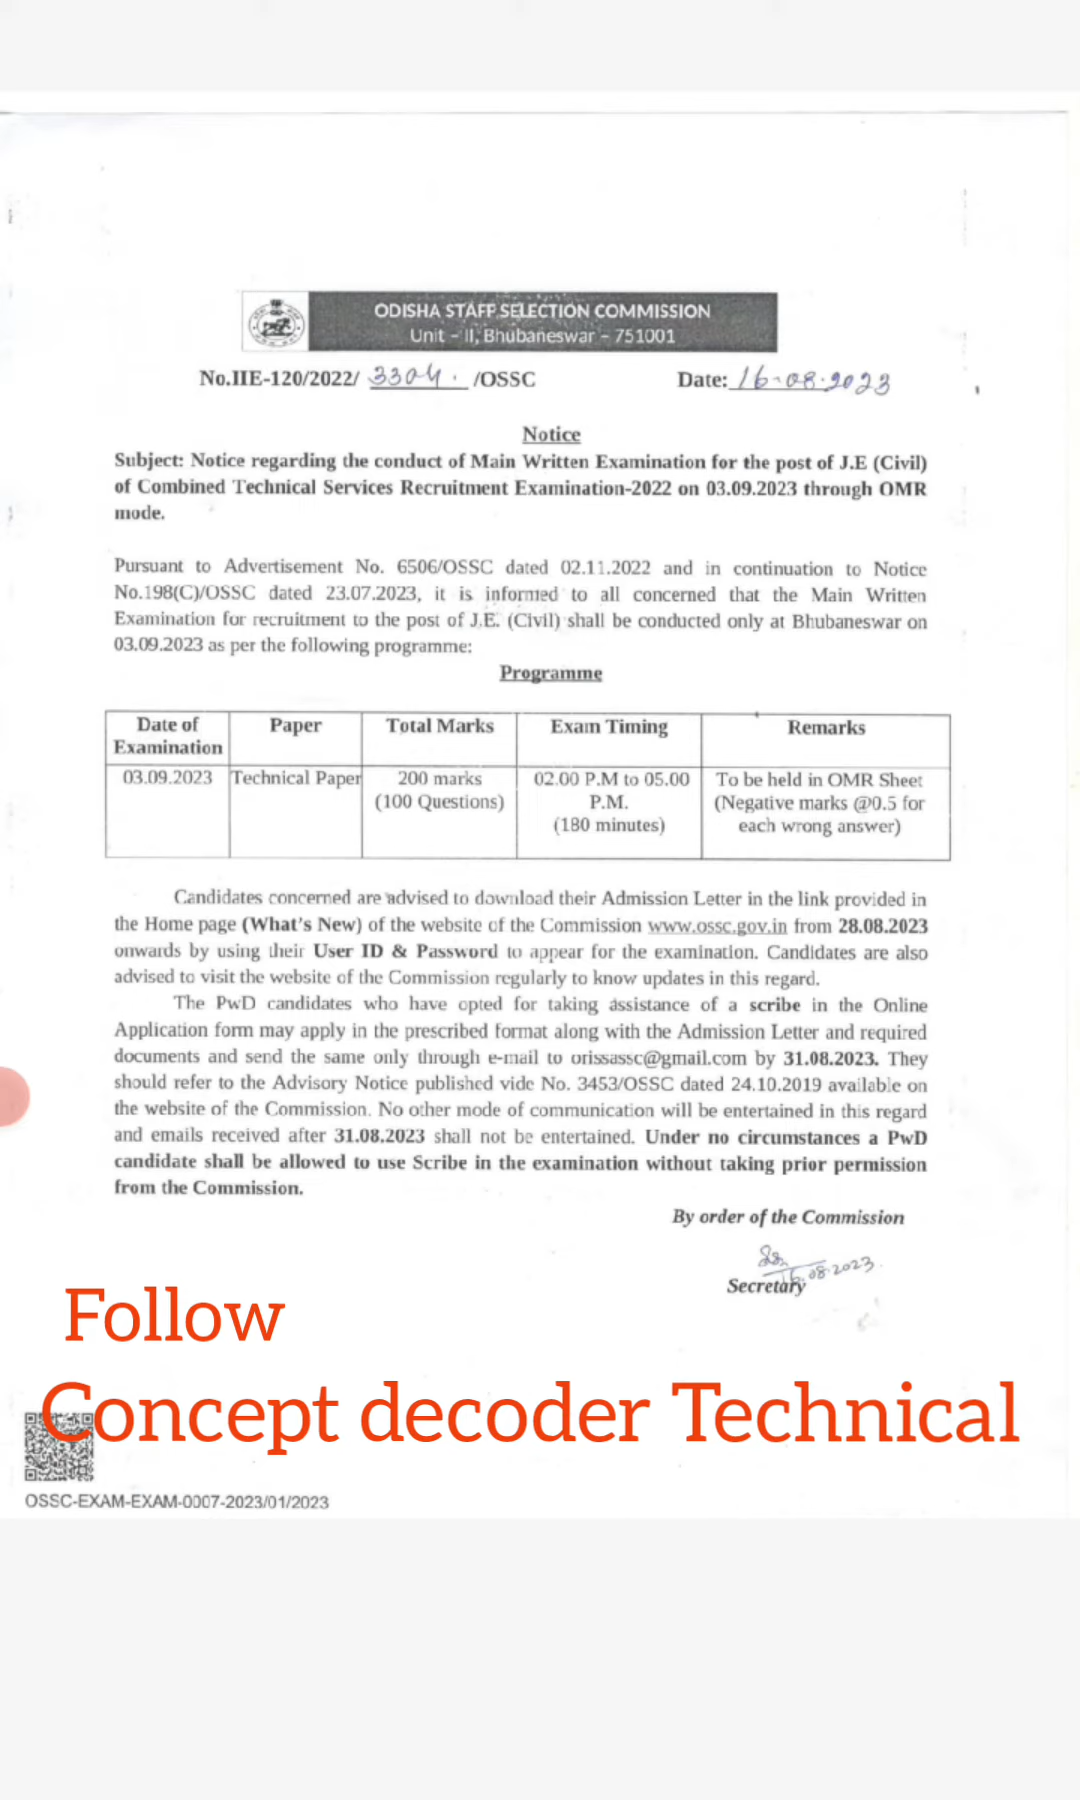 ODISHA STAFF SELECTION COMMISSION
Unit – II, Bhubaneswar – 751001
No.IIE-120/2022/ 3304. /OSSC Date: 16-08-2023
Notice
Subject: Notice regarding the conduct of Main Written Examination for the post of J.E (Civil)
of Combined Technical Services Recruitment Examination-2022 on 03.09.2023 through OMR
mode.
Pursuant to Advertisement No. 6506/OSSC dated 02.11.2022 and in continuation to Notice
No.198(C)/OSSC dated 23.07.2023, it is informed to all concerned that the Main Written
Examination for recruitment to the post of J.E. (Civil) shall be conducted only at Bhubaneswar on
03.09.2023 as per the following programme:
Programme
Date of Examination Paper Total Marks Exam Timing Remarks
03.09.2023 Technical Paper 200 marks 02.00 P.M to 05.00 To be held in OMR Sheet
(100 Questions) P.M. (Negative marks @0.5 for
(180 minutes) each wrong answer)
Candidates concerned are advised to download their Admission Letter in the link provided in
the Home page (What's New) of the website of the Commission www.ossc.gov.in from 28.08.2023
onwards by using their User ID & Password to appear for the examination. Candidates are also
advised to visit the website of the Commission regularly to know updates in this regard.
The PwD candidates who have opted for taking assistance of a scribe in the Online
Application form may apply in the prescribed format along with the Admission Letter and required
documents and send the same only through e-mail to orissassc@gmail.com by 31.08.2023. They
should refer to the Advisory Notice published vide No. 3453/OSSC dated 24.10.2019 available on
the website of the Commission. No other mode of communication will be entertained in this regard
and emails received after 31.08.2023 shall not be entertained. Under no circumstances a PwD
candidate shall be allowed to use Scribe in the examination without taking prior permission
from the Commission.
By order of the Commission
16.08.2023
Secretary
Follow
Concept decoder Technical
OSSC-EXAM-EXAM-0007-2023/01/2023